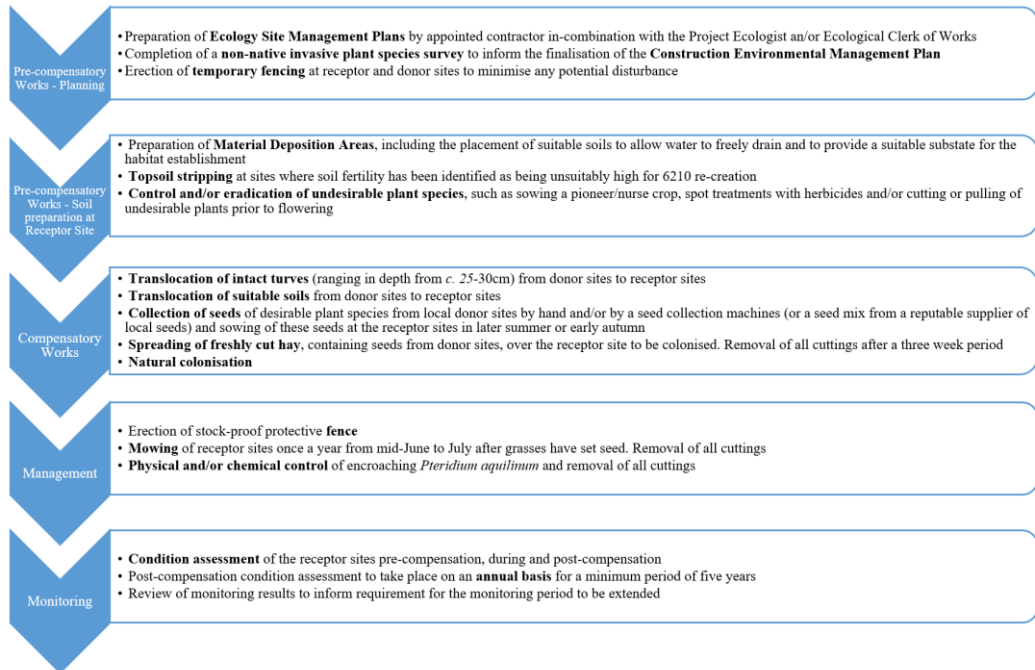 Pre-compensatory
Works - Planning
• Preparation of Ecology Site Management Plans by appointed contractor in-combination with the Project Ecologist an/or Ecological Clerk of Works
• Completion of a non-native invasive plant species survey to inform the finalisation of the Construction Environmental Management Plan
• Erection of temporary fencing at receptor and donor sites to minimise any potential disturbance
Pre-compensatory
Works - Soil
preparation at
Receptor Site
• Preparation of Material Deposition Areas, including the placement of suitable soils to allow water to freely drain and to provide a suitable substate for the
habitat establishment
• Topsoil stripping at sites where soil fertility has been identified as being unsuitably high for 6210 re-creation
• Control and/or eradication of undesirable plant species, such as sowing a pioneer/nurse crop, spot treatments with herbicides and/or cutting or pulling of
undesirable plants prior to flowering
Compensatory
Works
• Translocation of intact turves (ranging in depth from c. 25-30cm) from donor sites to receptor sites
• Translocation of suitable soils from donor sites to receptor sites
• Collection of seeds of desirable plant species from local donor sites by hand and/or by a seed collection machines (or a seed mix from a reputable supplier of
local seeds) and sowing of these seeds at the receptor sites in later summer or early autumn
• Spreading of freshly cut hay, containing seeds from donor sites, over the receptor site to be colonised. Removal of all cuttings after a three week period
• Natural colonisation
Management
• Erection of stock-proof protective fence
• Mowing of receptor sites once a year from mid-June to July after grasses have set seed. Removal of all cuttings
• Physical and/or chemical control of encroaching Pteridium aquilinum and removal of all cuttings
Monitoring
• Condition assessment of the receptor sites pre-compensation, during and post-compensation
• Post-compensation condition assessment to take place on an annual basis for a minimum period of five years
• Review of monitoring results to inform requirement for the monitoring period to be extended